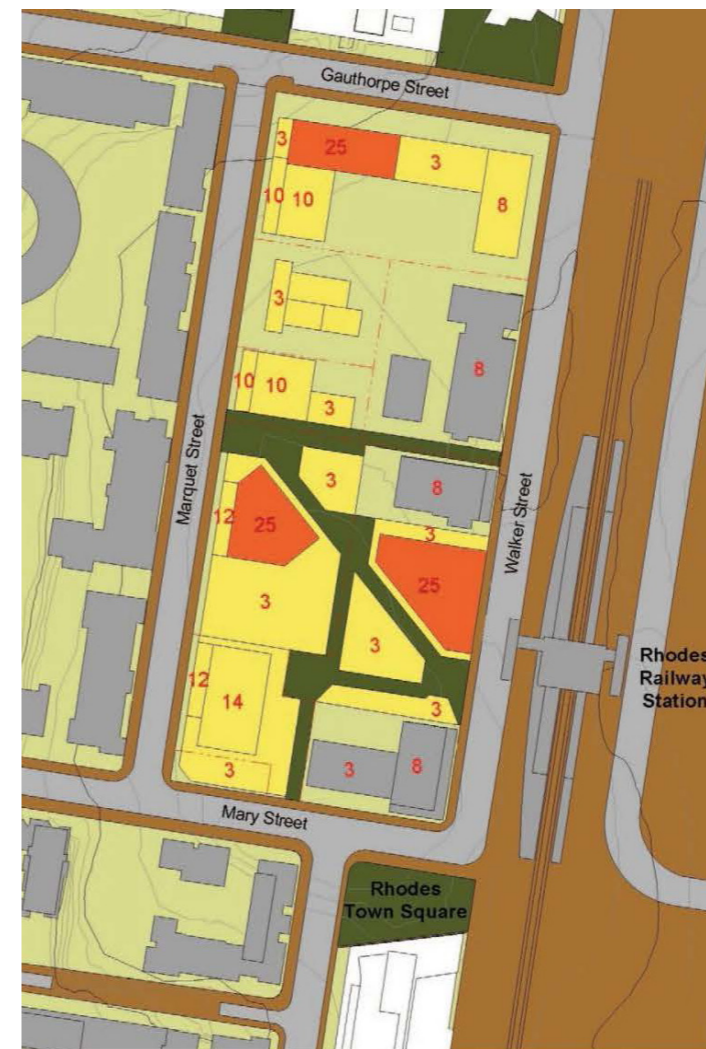 Gauthorpe Street
3
25
3
10
10
8
3
8
10
10
3
Marquet Street
3
8
Walker Street
12
25
3
25
3
3
Rhodes
Railway
Station
12
14
3
3
3
8
Mary Street
Rhodes
Town Square